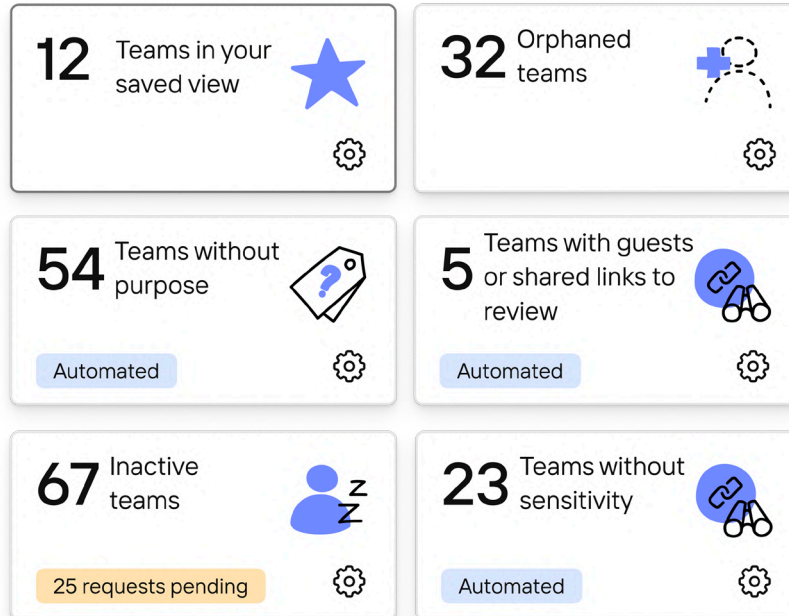 12
Teams in your
saved view
32
Orphaned
teams
54
Teams without
purpose
?
Automated
5
Teams with guests
or shared links to
review
Automated
67
Inactive
teams
z
z
25 requests pending
23
Teams without
sensitivity
Automated